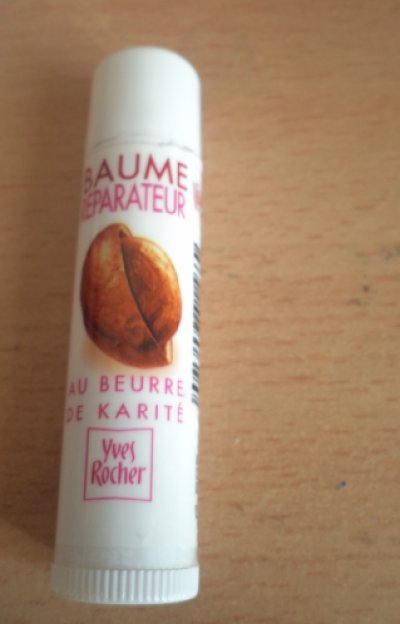 BAUME
RÉPARATEUR
AU BEURRE
DE KARITÉ
Yves
Rocher